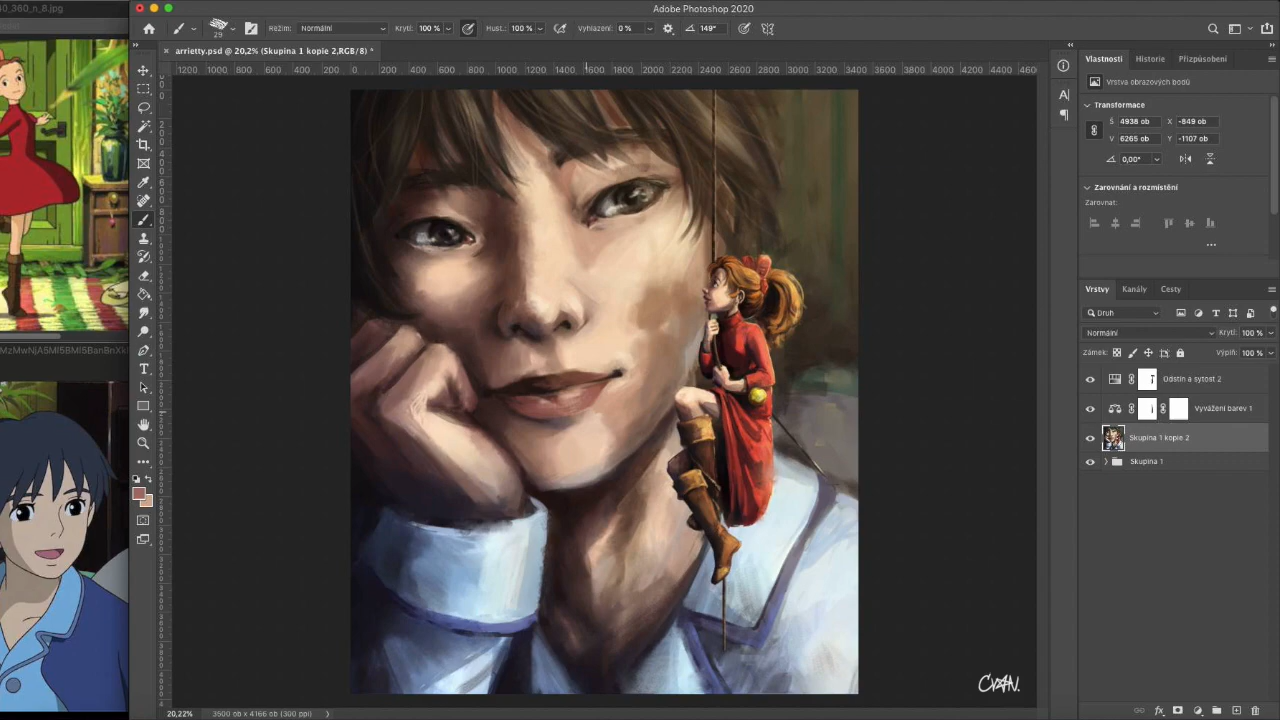 40_360_n_8.jpg
Adobe Photoshop 2020
29
Režim:
Normální
Krytí: 100 %
Hust.: 100 %
Vyhlazení: 0 %
149°
arrietty.psd @ 20,2% (Skupina 1 kopie 2,RGB/8) *
1200 1000 800 600 400 200 0 200 400 600 800 1000 1200 1400 1600 1800 2000 2200 2400 2600 2800 3000 3200 3400 3600 3800 4000 4200 4400 4600
Vlastnosti Historie Přizpůsobení
Vrstva obrazových bodů
Transformace
Š 4938 ob X -849 ob
V 6265 ob Y -1107 ob
0,00°
Zarovnání a rozmístění
Zarovnat:
Vrstvy Kanály Cesty
Druh
Normální Krytí: 100 %
Zámek: Výplň: 100 %
Odstín a sytost 2
Vyvážení barev 1
Skupina 1 kopie 2
Skupina 1
20,22% 3500 ob x 4166 ob (300 ppi)